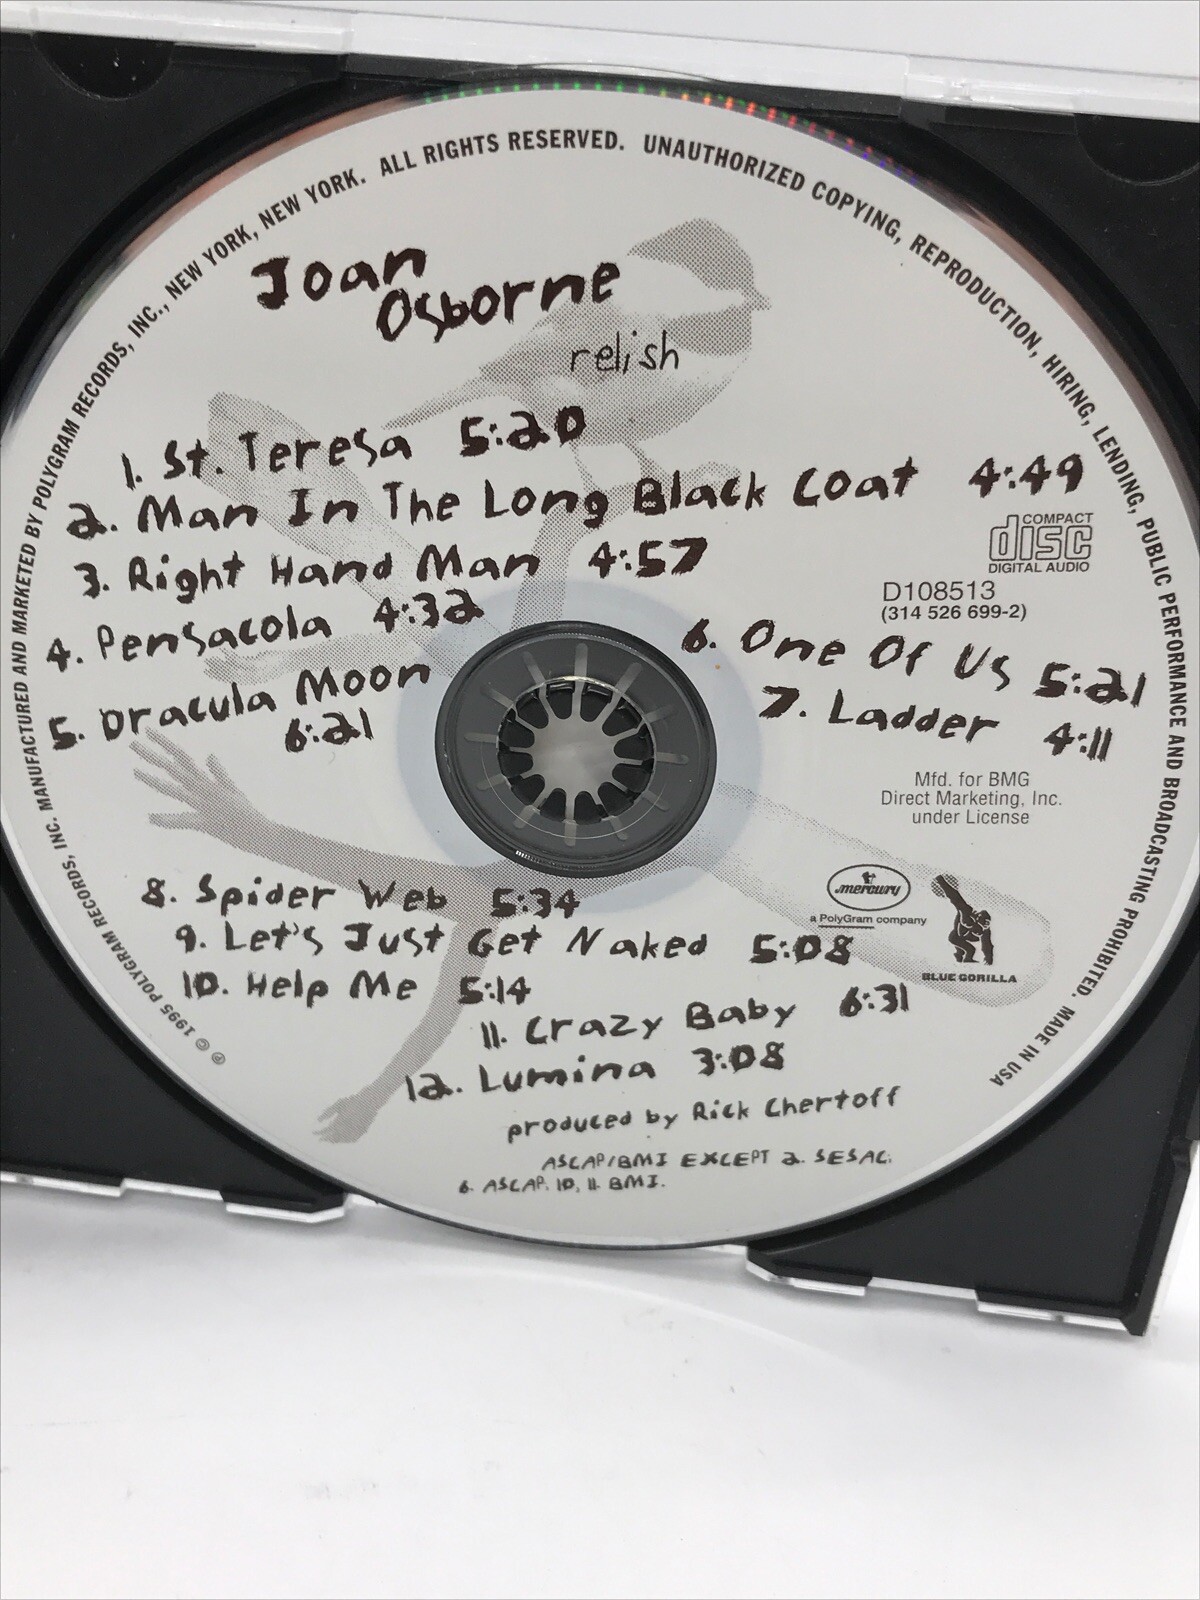 MANUFACTURED AND MARKETED BY POLYGRAM RECORDS, INC., NEW YORK, NEW YORK. ALL RIGHTS RESERVED. UNAUTHORIZED COPYING, REPRODUCTION, HIRING, LENDING, PUBLIC PERFORMANCE AND BROADCASTING PROHIBITED. MADE IN USA
℗ © 1995 POLYGRAM RECORDS, INC.
Joan
Osborne
relish
1. St. Teresa 5:20
2. Man In The Long Black Coat 4:49
3. Right Hand Man 4:57
4. Pensacola 4:32
5. Dracula Moon
6:21
COMPACT
disc
DIGITAL AUDIO
D108513
(314 526 699-2)
6. One Of Us 5:21
7. Ladder 4:11
Mfd. for BMG
Direct Marketing, Inc.
under License
mercury
a PolyGram company
BLUE GORILLA
8. Spider Web 5:34
9. Let's Just Get Naked 5:08
10. Help Me 5:14
11. Crazy Baby 6:31
12. Lumina 3:08
produced by Rick Chertoff
ASCAP/BMI EXCEPT 2. SESAC.
6. ASCAP. 10, 11. BMI.